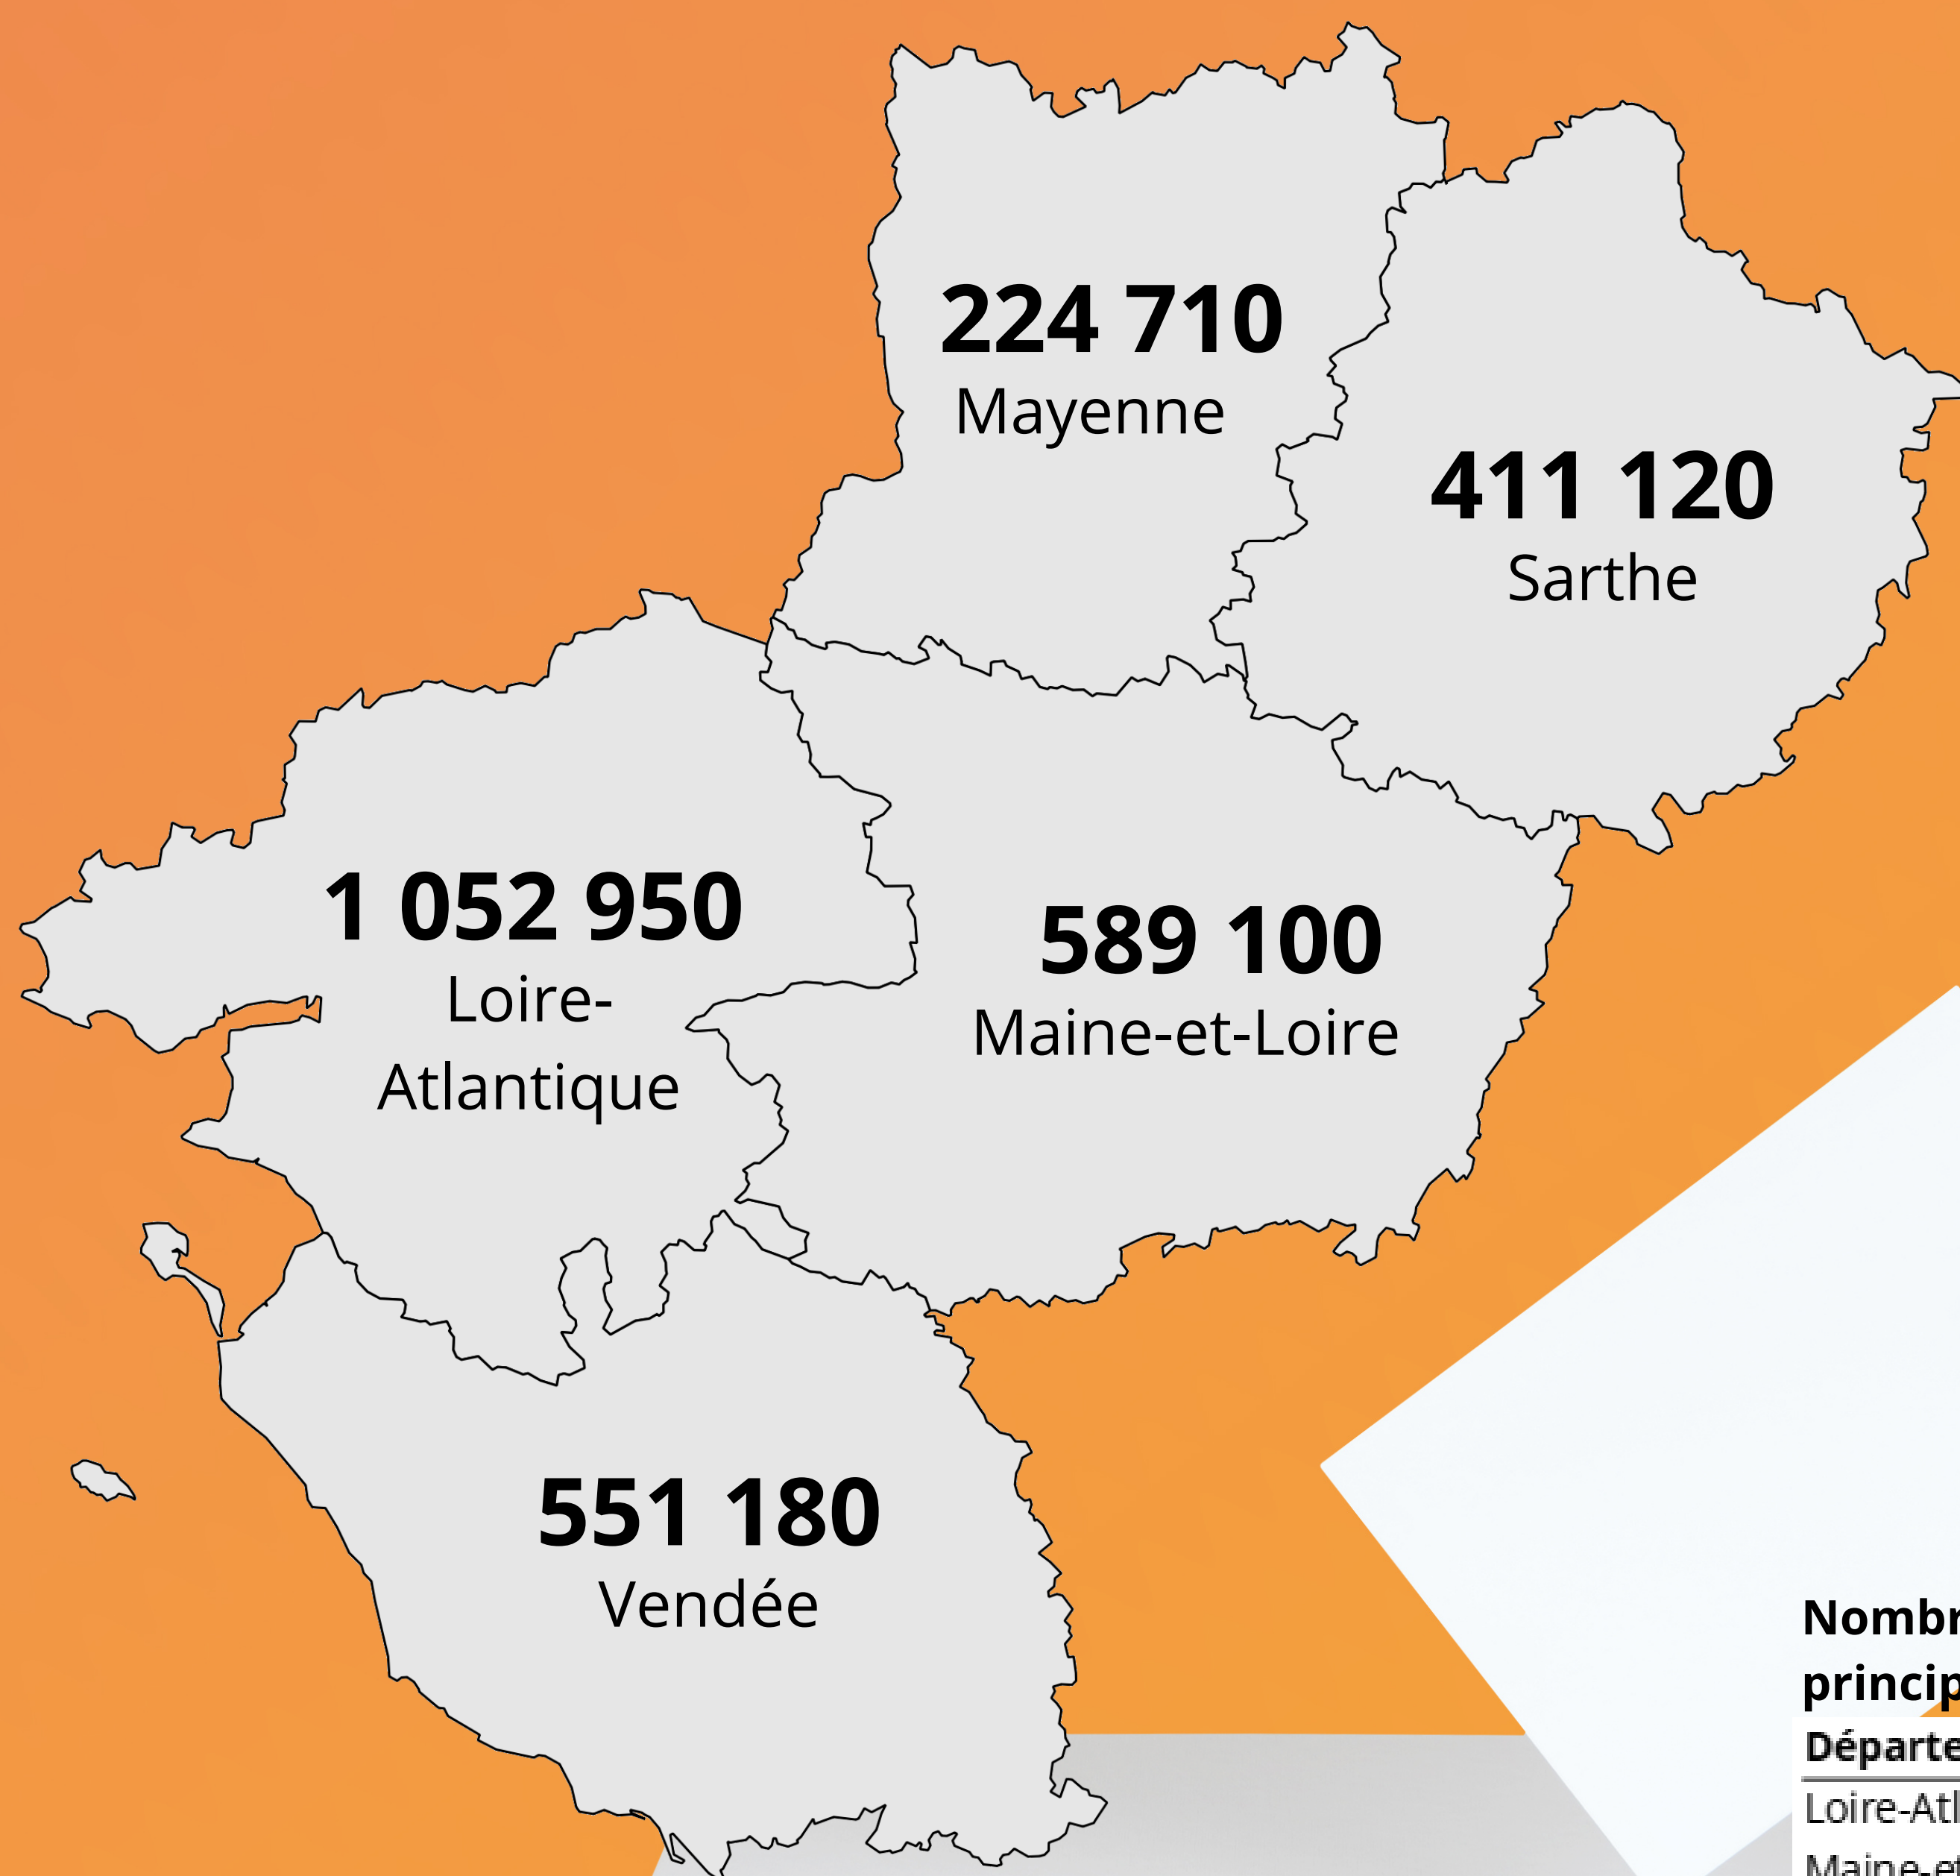 224 710
Mayenne
411 120
Sarthe
1 052 950
Loire-
Atlantique
589 100
Maine-et-Loire
551 180
Vendée